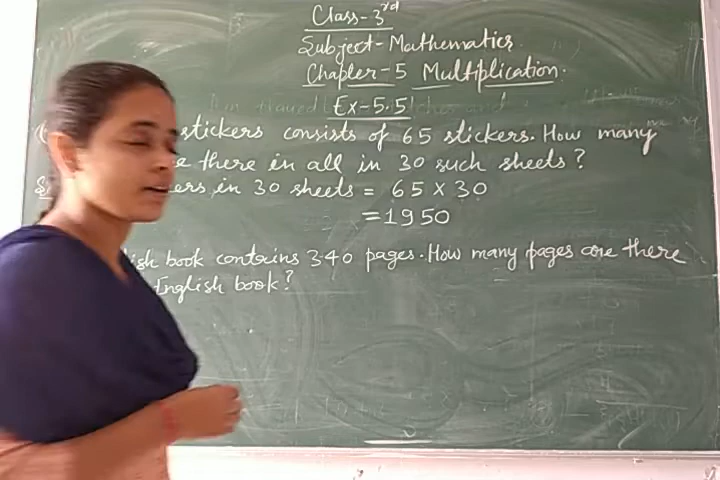 Class-3rd
Subject-Mathematics
Chapter-5 Multiplication.
Ex-5.5
stickers consists of 65 stickers. How many
there in all in 30 such sheets?
in 30 sheets = 65 × 30
=1950
book contains 340 pages. How many pages are there
English book?